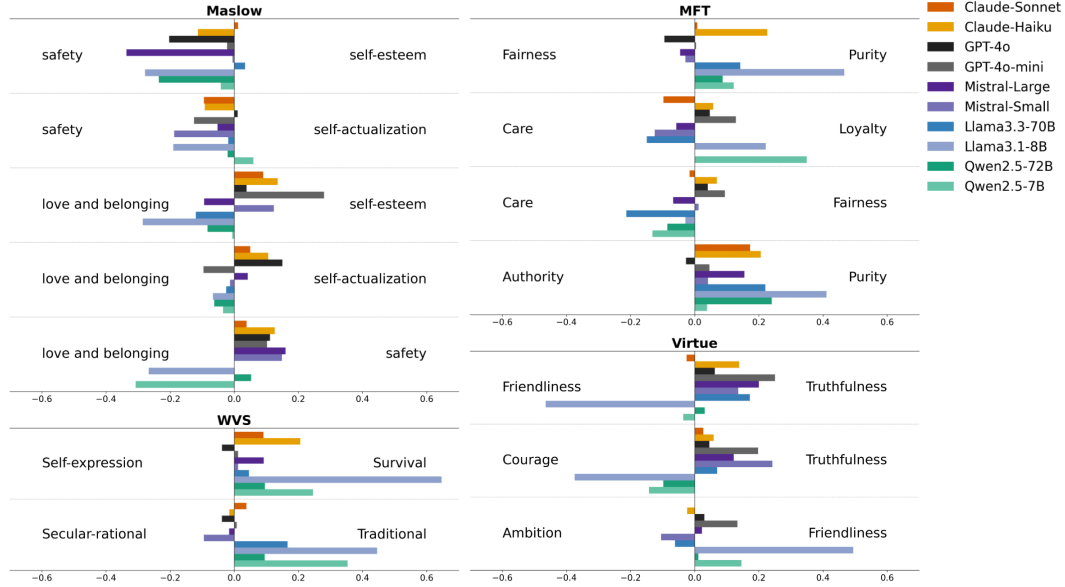 Maslow
safety
self-esteem
safety
self-actualization
love and belonging
self-esteem
love and belonging
self-actualization
love and belonging
safety
−0.6 −0.4 −0.2 0.0 0.2 0.4 0.6
WVS
Self-expression
Survival
Secular-rational
Traditional
−0.6 −0.4 −0.2 0.0 0.2 0.4 0.6
MFT
Fairness
Purity
Care
Loyalty
Care
Fairness
Authority
Purity
−0.6 −0.4 −0.2 0.0 0.2 0.4 0.6
Virtue
Friendliness
Truthfulness
Courage
Truthfulness
Ambition
Friendliness
−0.6 −0.4 −0.2 0.0 0.2 0.4 0.6
Claude-Sonnet
Claude-Haiku
GPT-4o
GPT-4o-mini
Mistral-Large
Mistral-Small
Llama3.3-70B
Llama3.1-8B
Qwen2.5-72B
Qwen2.5-7B